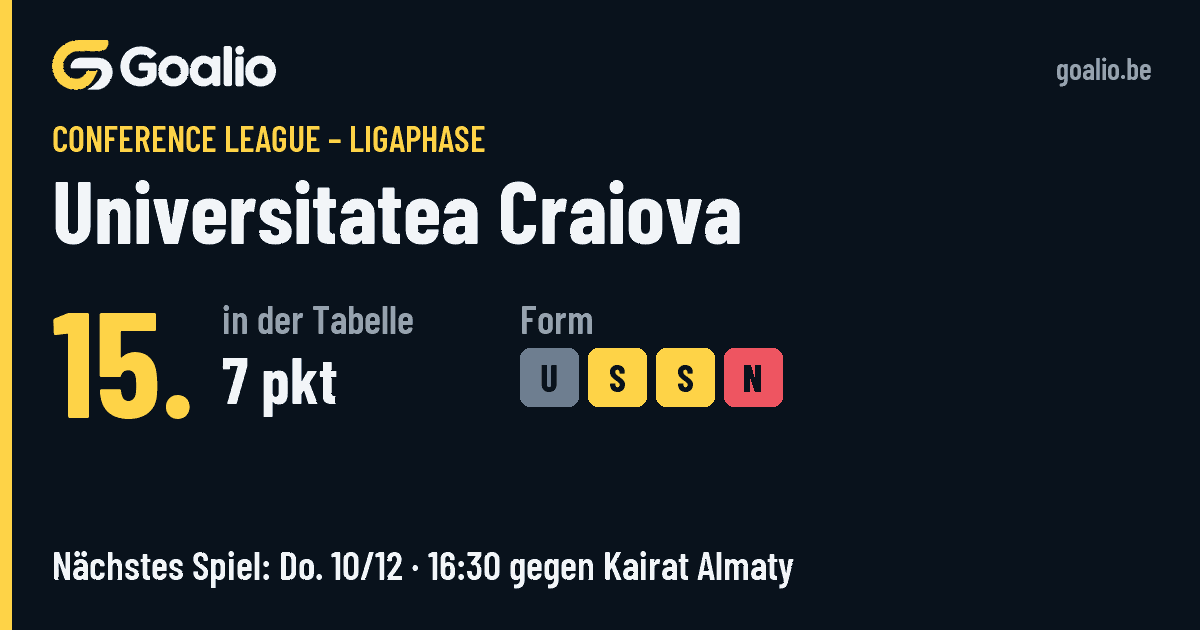 Goalio
goalio.be
CONFERENCE LEAGUE – LIGAPHASE
Universitatea Craiova
15.
in der Tabelle
7 pkt
Form
U S S N
Nächstes Spiel: Do. 10/12 · 16:30 gegen Kairat Almaty